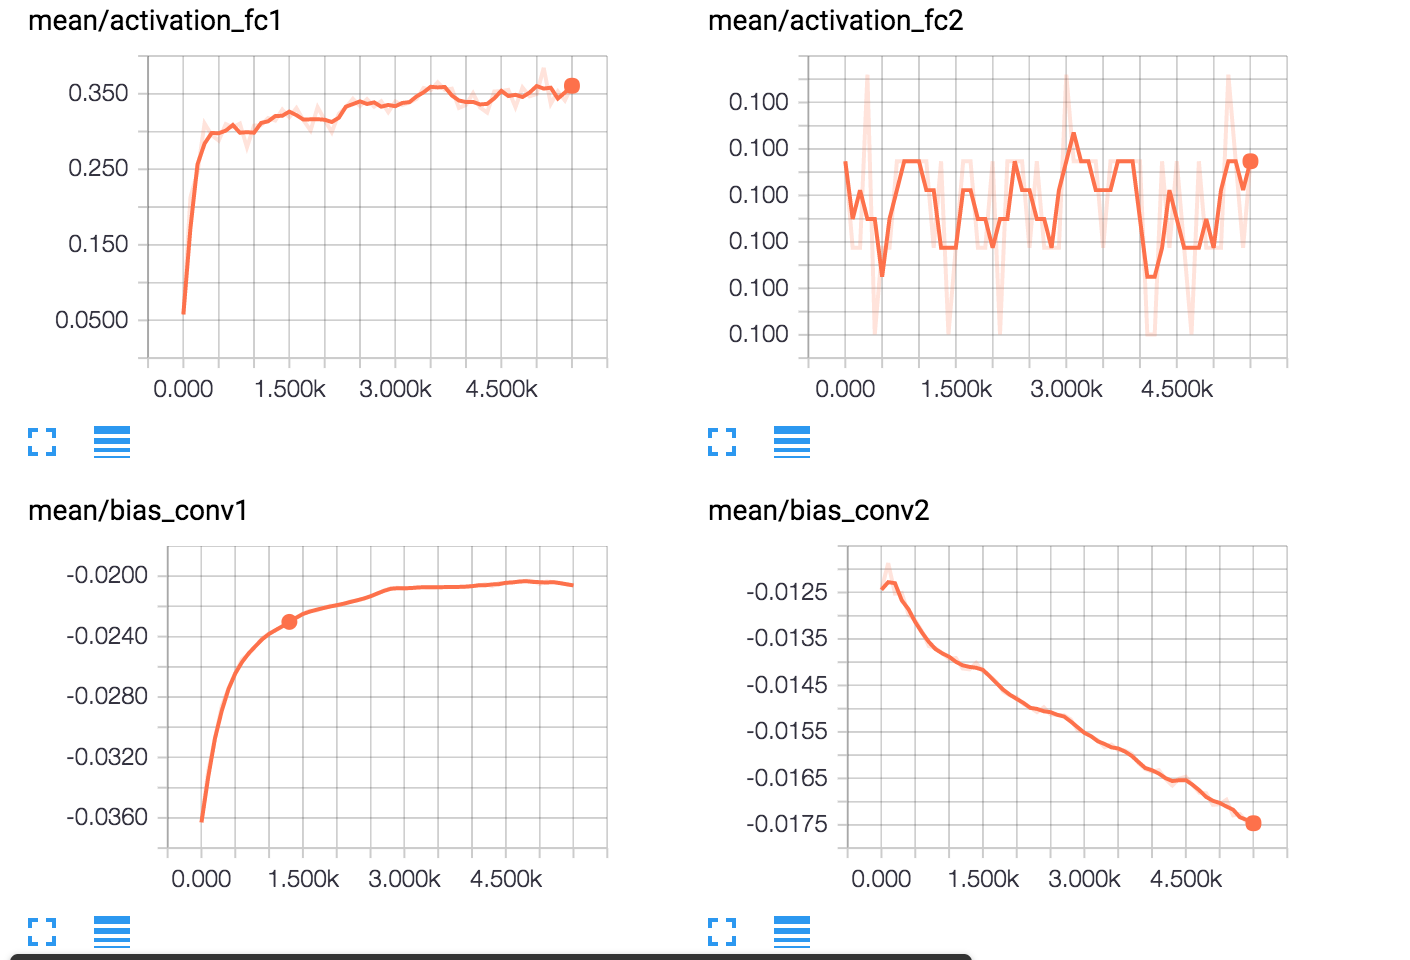 mean/activation_fc1
0.350
0.250
0.150
0.0500
0.000 1.500k 3.000k 4.500k
mean/activation_fc2
0.100
0.100
0.100
0.100
0.100
0.100
0.000 1.500k 3.000k 4.500k
mean/bias_conv1
-0.0200
-0.0240
-0.0280
-0.0320
-0.0360
0.000 1.500k 3.000k 4.500k
mean/bias_conv2
-0.0125
-0.0135
-0.0145
-0.0155
-0.0165
-0.0175
0.000 1.500k 3.000k 4.500k